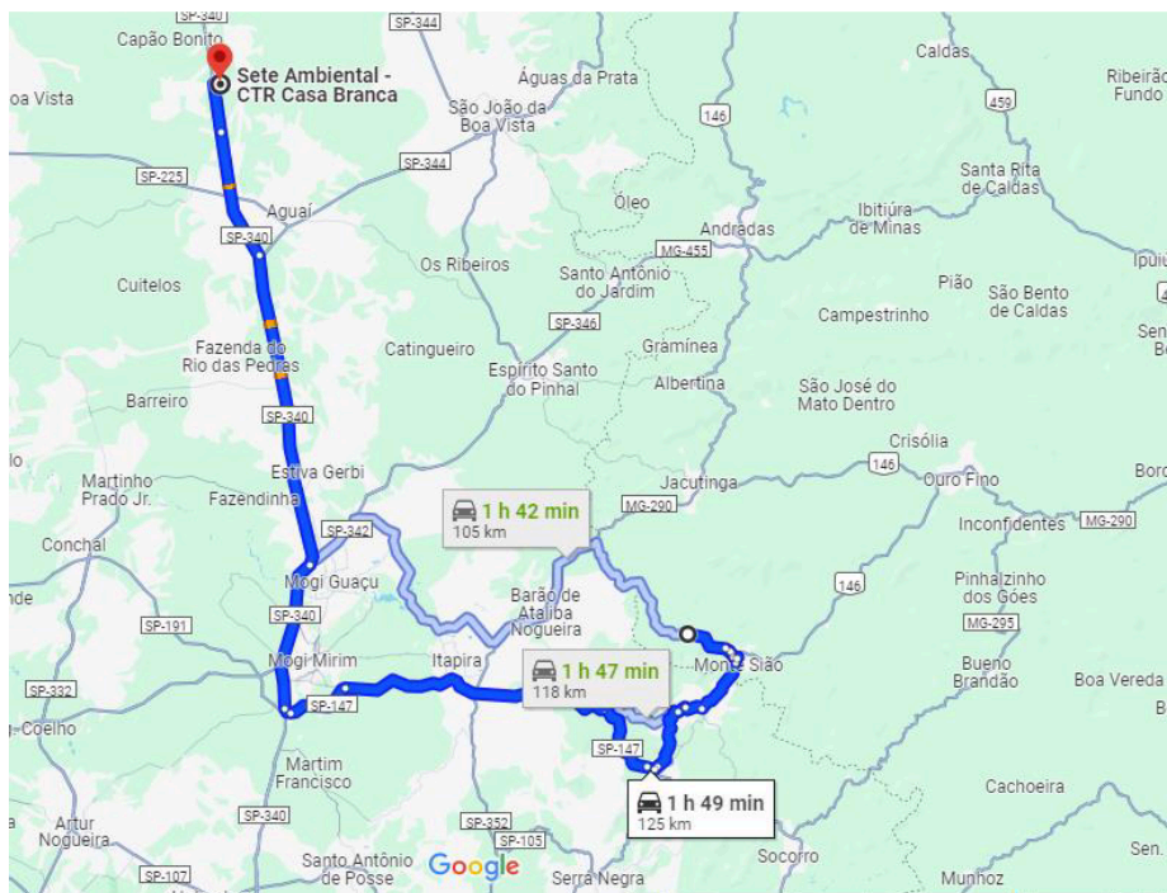 SP-340
SP-344
Capão Bonito
Caldas
Sete Ambiental -
CTR Casa Branca
Águas da Prata
Ribeirão
Fundo
oa Vista
São João da
Boa Vista
146
459
SP-225
SP-344
Santa Rita
de Caldas
Óleo
Aguaí
Ibitiúra
de Minas
Andradas
SP-340
MG-455
Os Ribeiros
Santo Antônio
do Jardim
Ipuiú
Cuitelos
Pião
São Bento
de Caldas
4
Campestrinho
SP-346
Fazenda do
Rio das Pedras
Catingueiro
Gramínea
Sen
Be
Espírito Santo
do Pinhal
Albertina
São José do
Mato Dentro
Barreiro
SP-340
Crisólia
Estiva Gerbi
146
Martinho
Prado Jr.
Jacutinga
Ouro Fino
Bord
Fazendinha
1 h 42 min
105 km
MG-290
SP-342
Inconfidentes
MG-290
Conchal
Mogi Guaçu
Barão de
Ataliba
Nogueira
146
Pinhalzinho
dos Góes
nde
SP-340
SP-191
MG-295
Mogi Mirim
Itapira
Monte Sião
Bueno
Brandão
1 h 47 min
118 km
Boa Vereda
SP-332
SP-147
g. Coelho
SP-147
Martim
Francisco
1 h 49 min
125 km
Cachoeira
SP-340
SP-352
Artur
Nogueira
SP-105
Santo Antônio
de Posse
Google
Socorro
Sen.
SP-107
Serra Negra
Munhoz